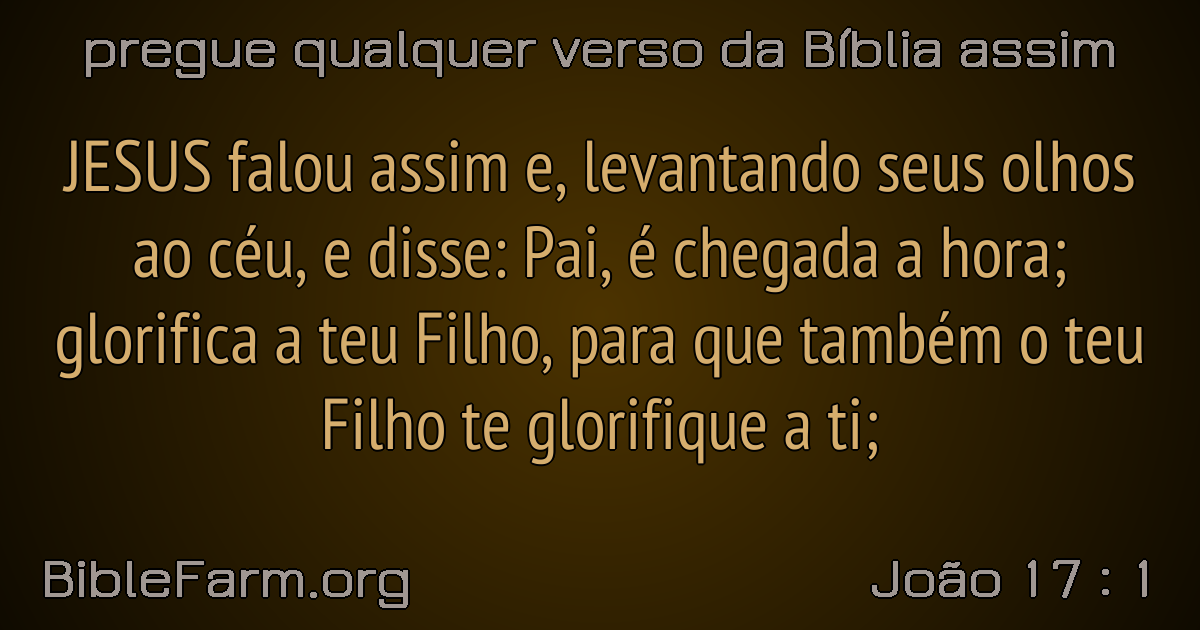 pregue qualquer verso da Bíblia assim
JESUS falou assim e, levantando seus olhos
ao céu, e disse: Pai, é chegada a hora;
glorifica a teu Filho, para que também o teu
Filho te glorifique a ti;
BibleFarm.org
João 17 : 1